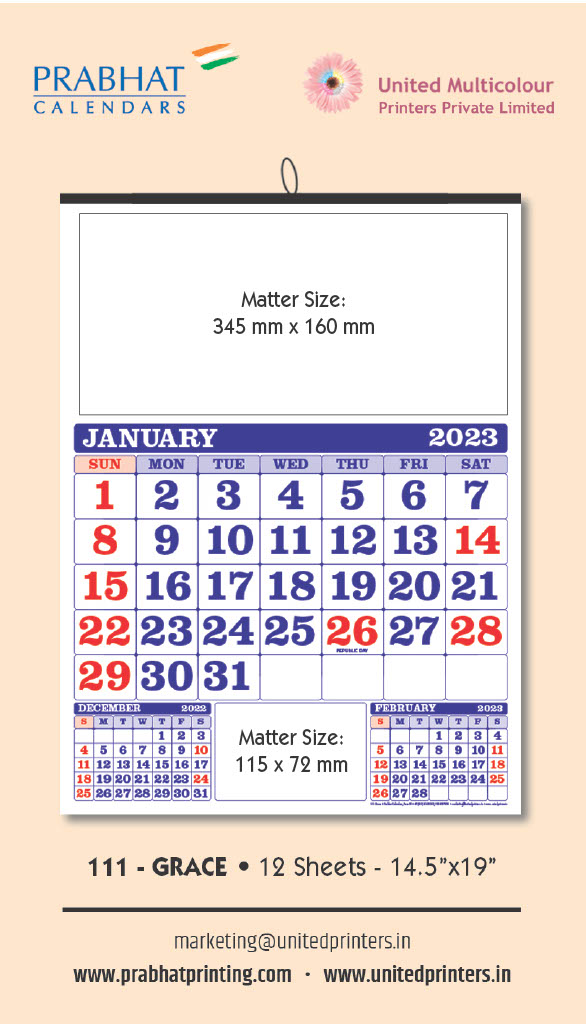 PRABHAT
CALENDARS
United Multicolour
Printers Private Limited
Matter Size:
345 mm x 160 mm
JANUARY 2023
SUN MON TUE WED THU FRI SAT
1 2 3 4 5 6 7
8 9 10 11 12 13 14
15 16 17 18 19 20 21
22 23 24 25 26 27 28
REPUBLIC DAY
29 30 31
DECEMBER 2022
S M T W T F S
1 2 3
4 5 6 7 8 9 10
11 12 13 14 15 16 17
18 19 20 21 22 23 24
25 26 27 28 29 30 31
Matter Size:
115 x 72 mm
FEBRUARY 2023
S M T W T F S
1 2 3 4
5 6 7 8 9 10 11
12 13 14 15 16 17 18
19 20 21 22 23 24 25
26 27 28
111 - GRACE • 12 Sheets - 14.5”x19”
marketing@unitedprinters.in
www.prabhatprinting.com · www.unitedprinters.in